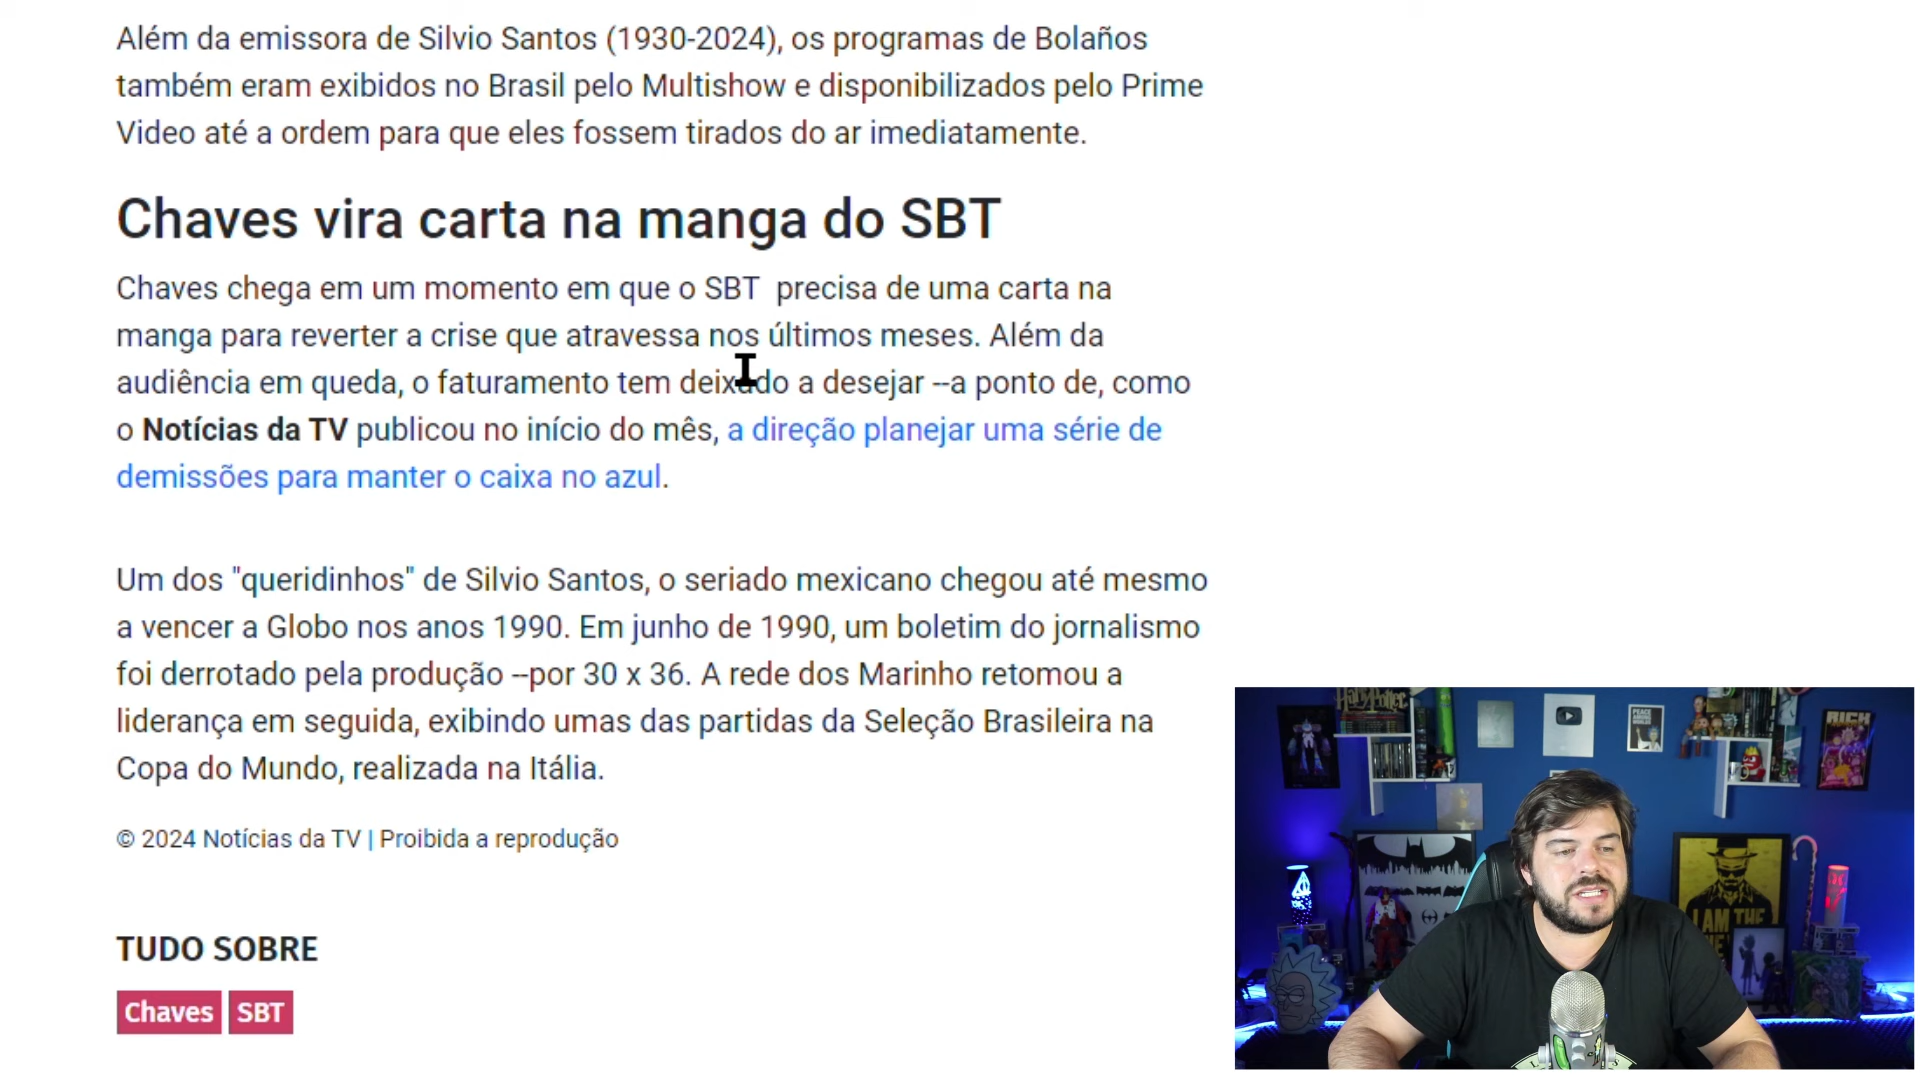 Além da emissora de Silvio Santos (1930-2024), os programas de Bolaños
também eram exibidos no Brasil pelo Multishow e disponibilizados pelo Prime
Video até a ordem para que eles fossem tirados do ar imediatamente.
Chaves vira carta na manga do SBT
Chaves chega em um momento em que o SBT precisa de uma carta na
manga para reverter a crise que atravessa nos últimos meses. Além da
audiência em queda, o faturamento tem deixado a desejar --a ponto de, como
o Notícias da TV publicou no início do mês, a direção planejar uma série de
demissões para manter o caixa no azul.
Um dos "queridinhos" de Silvio Santos, o seriado mexicano chegou até mesmo
a vencer a Globo nos anos 1990. Em junho de 1990, um boletim do jornalismo
foi derrotado pela produção --por 30 x 36. A rede dos Marinho retomou a
liderança em seguida, exibindo umas das partidas da Seleção Brasileira na
Copa do Mundo, realizada na Itália.
© 2024 Notícias da TV | Proibida a reprodução
TUDO SOBRE
Chaves SBT
Harry Potter
PEACE
AMONG
WORLDS
RICK
I AM THE